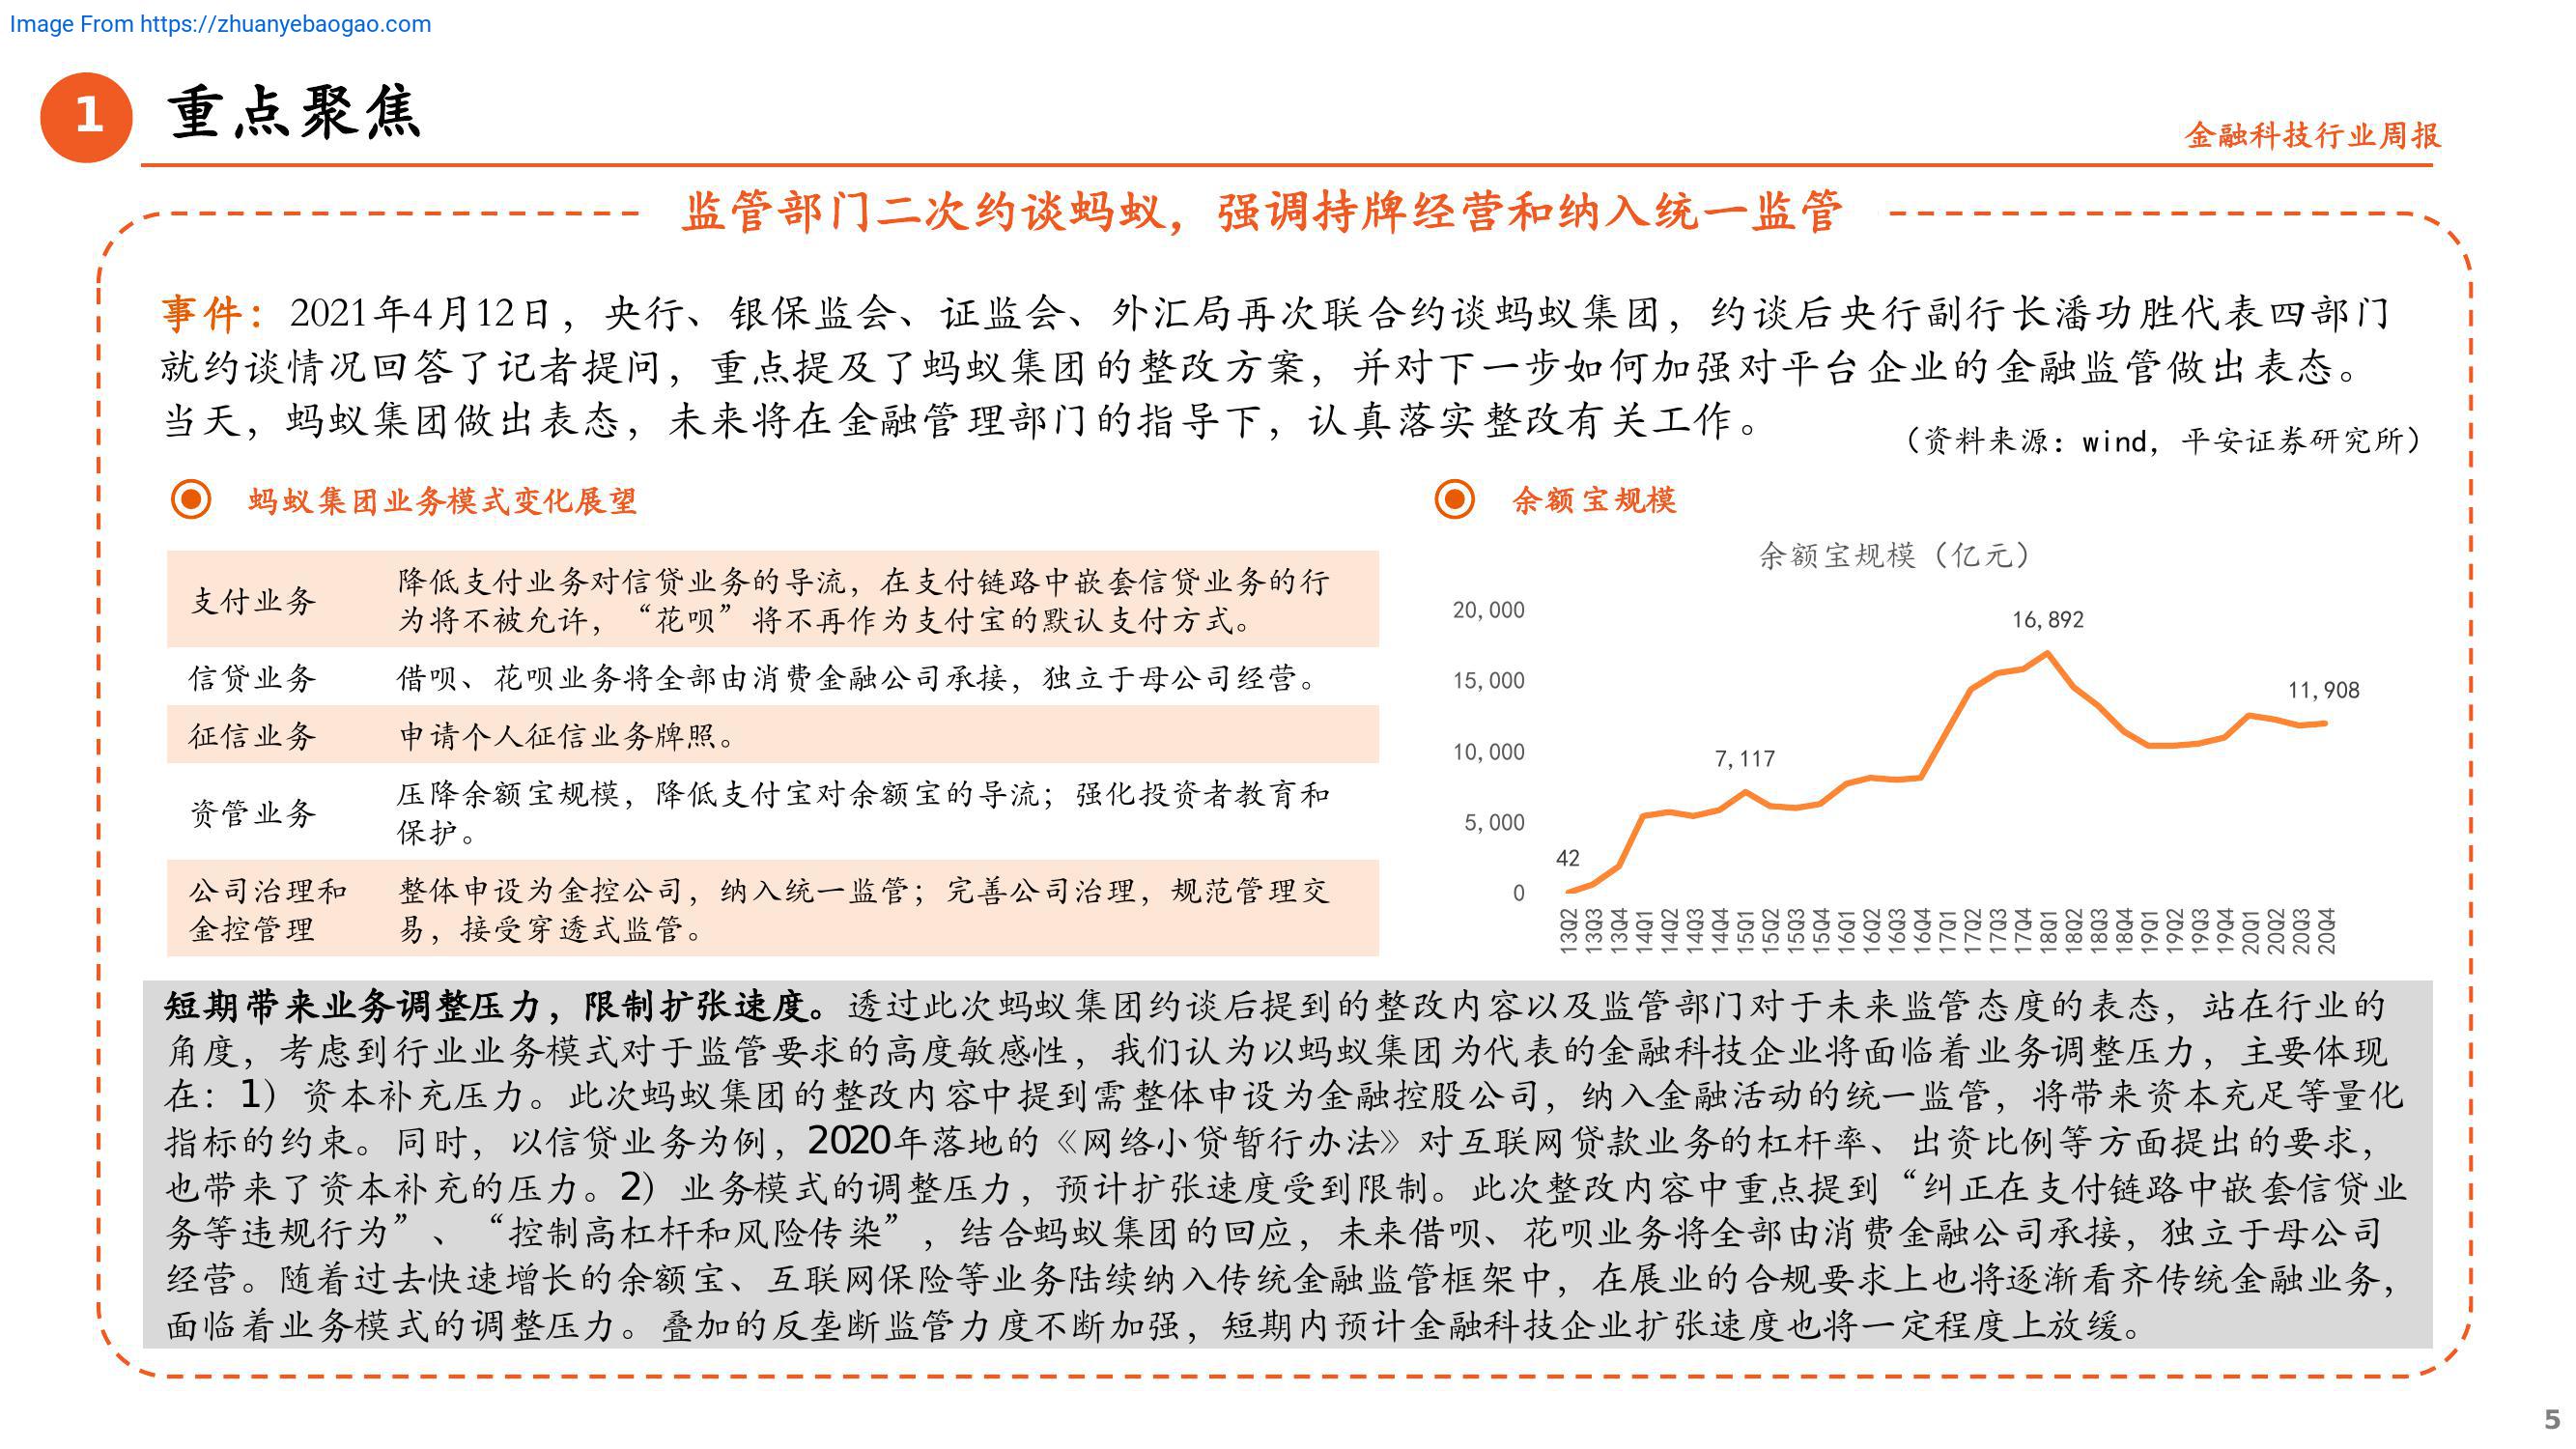 Image From https://zhuanyebaogao.com
1
重点聚焦
金融科技行业周报
监管部门二次约谈蚂蚁，强调持牌经营和纳入统一监管
事件：2021年4月12日，央行、银保监会、证监会、外汇局再次联合约谈蚂蚁集团，约谈后央行副行长潘功胜代表四部门
就约谈情况回答了记者提问，重点提及了蚂蚁集团的整改方案，并对下一步如何加强对平台企业的金融监管做出表态。
当天，蚂蚁集团做出表态，未来将在金融管理部门的指导下，认真落实整改有关工作。
（资料来源：wind，平安证券研究所）
蚂蚁集团业务模式变化展望
支付业务
降低支付业务对信贷业务的导流，在支付链路中嵌套信贷业务的行
为将不被允许，“花呗”将不再作为支付宝的默认支付方式。
信贷业务
借呗、花呗业务将全部由消费金融公司承接，独立于母公司经营。
征信业务
申请个人征信业务牌照。
资管业务
压降余额宝规模，降低支付宝对余额宝的导流；强化投资者教育和
保护。
公司治理和
金控管理
整体申设为金控公司，纳入统一监管；完善公司治理，规范管理交
易，接受穿透式监管。
余额宝规模
余额宝规模（亿元）
20,000
15,000
10,000
5,000
0
42
7,117
16,892
11,908
13Q2
13Q3
13Q4
14Q1
14Q2
14Q3
14Q4
15Q1
15Q2
15Q3
15Q4
16Q1
16Q2
16Q3
16Q4
17Q1
17Q2
17Q3
17Q4
18Q1
18Q2
18Q3
18Q4
19Q1
19Q2
19Q3
19Q4
20Q1
20Q2
20Q3
20Q4
短期带来业务调整压力，限制扩张速度。透过此次蚂蚁集团约谈后提到的整改内容以及监管部门对于未来监管态度的表态，站在行业的
角度，考虑到行业业务模式对于监管要求的高度敏感性，我们认为以蚂蚁集团为代表的金融科技企业将面临着业务调整压力，主要体现
在：1）资本补充压力。此次蚂蚁集团的整改内容中提到需整体申设为金融控股公司，纳入金融活动的统一监管，将带来资本充足等量化
指标的约束。同时，以信贷业务为例，2020年落地的《网络小贷暂行办法》对互联网贷款业务的杠杆率、出资比例等方面提出的要求，
也带来了资本补充的压力。2）业务模式的调整压力，预计扩张速度受到限制。此次整改内容中重点提到“纠正在支付链路中嵌套信贷业
务等违规行为”、“控制高杠杆和风险传染”，结合蚂蚁集团的回应，未来借呗、花呗业务将全部由消费金融公司承接，独立于母公司
经营。随着过去快速增长的余额宝、互联网保险等业务陆续纳入传统金融监管框架中，在展业的合规要求上也将逐渐看齐传统金融业务，
面临着业务模式的调整压力。叠加的反垄断监管力度不断加强，短期内预计金融科技企业扩张速度也将一定程度上放缓。
5